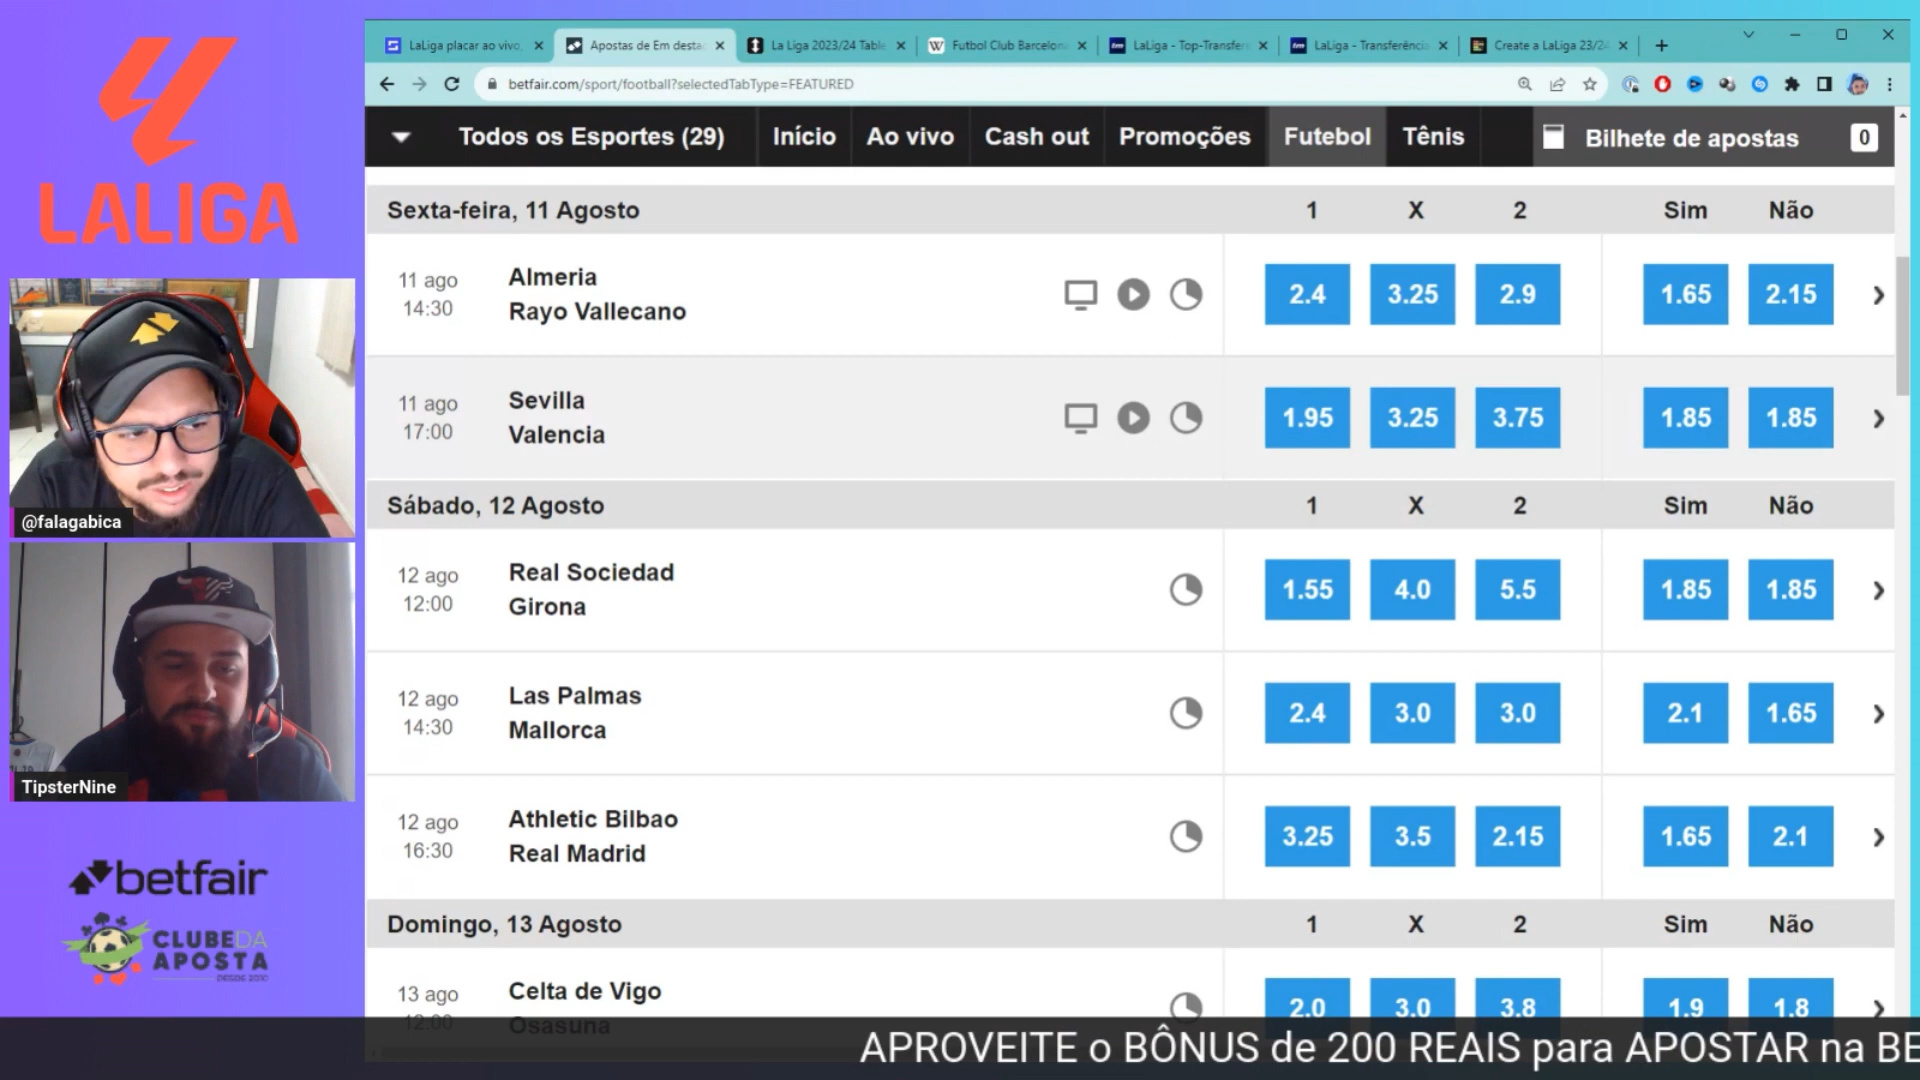 LALIGA
@falagabica
TipsterNine
betfair
CLUBE DA
APOSTA
DESDE 2010
LaLiga placar ao vivo,
Apostas de Em desta
La Liga 2023/24 Table
Futbol Club Barcelon
LaLiga - Top-Transfer
LaLiga - Transferência
Create a LaLiga 23/24
betfair.com/sport/football?selectedTabType=FEATURED
Todos os Esportes (29) Início Ao vivo Cash out Promoções Futebol Tênis Bilhete de apostas 0
Sexta-feira, 11 Agosto 1 X 2 Sim Não
11 ago
14:30
Almeria
Rayo Vallecano
2.4 3.25 2.9 1.65 2.15
11 ago
17:00
Sevilla
Valencia
1.95 3.25 3.75 1.85 1.85
Sábado, 12 Agosto 1 X 2 Sim Não
12 ago
12:00
Real Sociedad
Girona
1.55 4.0 5.5 1.85 1.85
12 ago
14:30
Las Palmas
Mallorca
2.4 3.0 3.0 2.1 1.65
12 ago
16:30
Athletic Bilbao
Real Madrid
3.25 3.5 2.15 1.65 2.1
Domingo, 13 Agosto 1 X 2 Sim Não
13 ago
12:00
Celta de Vigo
Osasuna
2.0 3.0 3.8 1.9 1.8
APROVEITE o BÔNUS de 200 REAIS para APOSTAR na BE